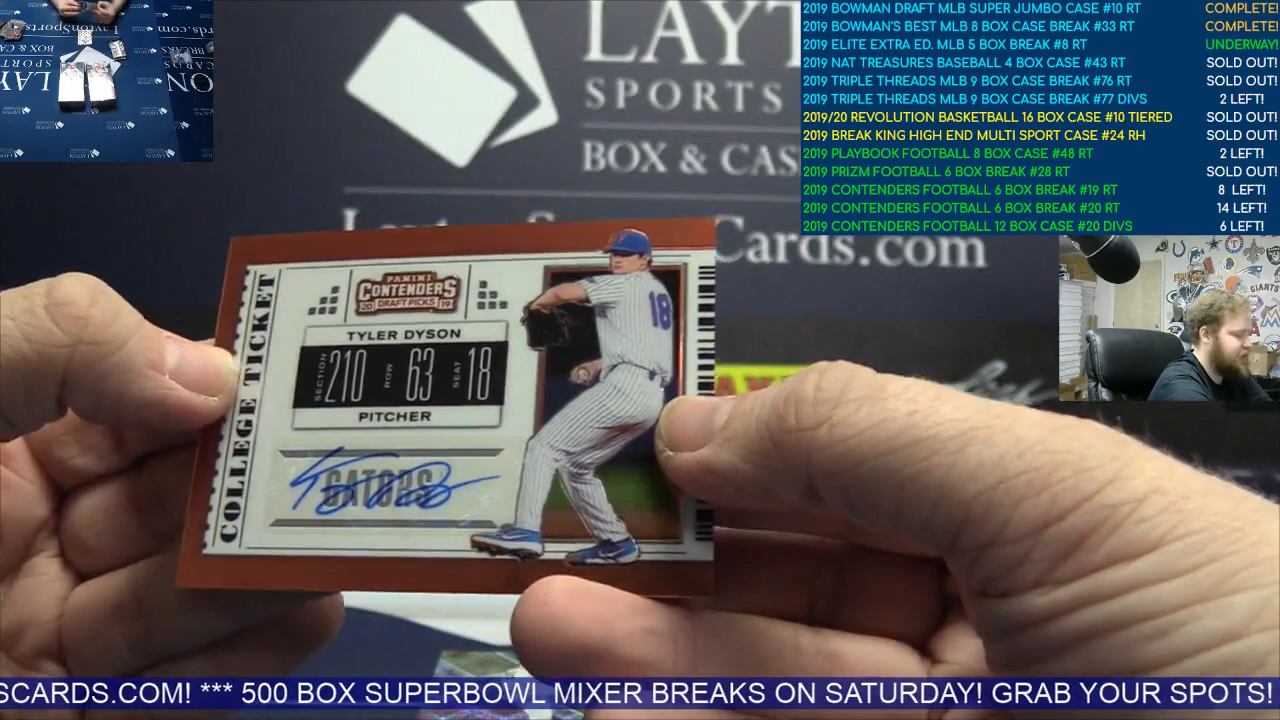 2019 BOWMAN DRAFT MLB SUPER JUMBO CASE #10 RT COMPLETE!
2019 BOWMAN'S BEST MLB 8 BOX CASE BREAK #33 RT COMPLETE!
2019 ELITE EXTRA ED. MLB 5 BOX BREAK #8 RT UNDERWAY!
2019 NAT TREASURES BASEBALL 4 BOX CASE #43 RT SOLD OUT!
2019 TRIPLE THREADS MLB 9 BOX CASE BREAK #76 RT SOLD OUT!
2019 TRIPLE THREADS MLB 9 BOX CASE BREAK #77 DIVS 2 LEFT!
2019/20 REVOLUTION BASKETBALL 16 BOX CASE #10 TIERED SOLD OUT!
2019 BREAK KING HIGH END MULTI SPORT CASE #24 RH SOLD OUT!
2019 PLAYBOOK FOOTBALL 8 BOX CASE #48 RT 2 LEFT!
2019 PRIZM FOOTBALL 6 BOX BREAK #28 RT SOLD OUT!
2019 CONTENDERS FOOTBALL 6 BOX BREAK #19 RT 8 LEFT!
2019 CONTENDERS FOOTBALL 6 BOX BREAK #20 RT 14 LEFT!
2019 CONTENDERS FOOTBALL 12 BOX CASE #20 DIVS 6 LEFT!
LAYT
SPORTS
BOX & CAS
Cards.com
COLLEGE TICKET
PANINI
CONTENDERS
20 DRAFT PICKS 19
TYLER DYSON
SECTION 210 ROW 63 SEAT 18
PITCHER
GATORS
18
SCARDS.COM! *** 500 BOX SUPERBOWL MIXER BREAKS ON SATURDAY! GRAB YOUR SPOTS!